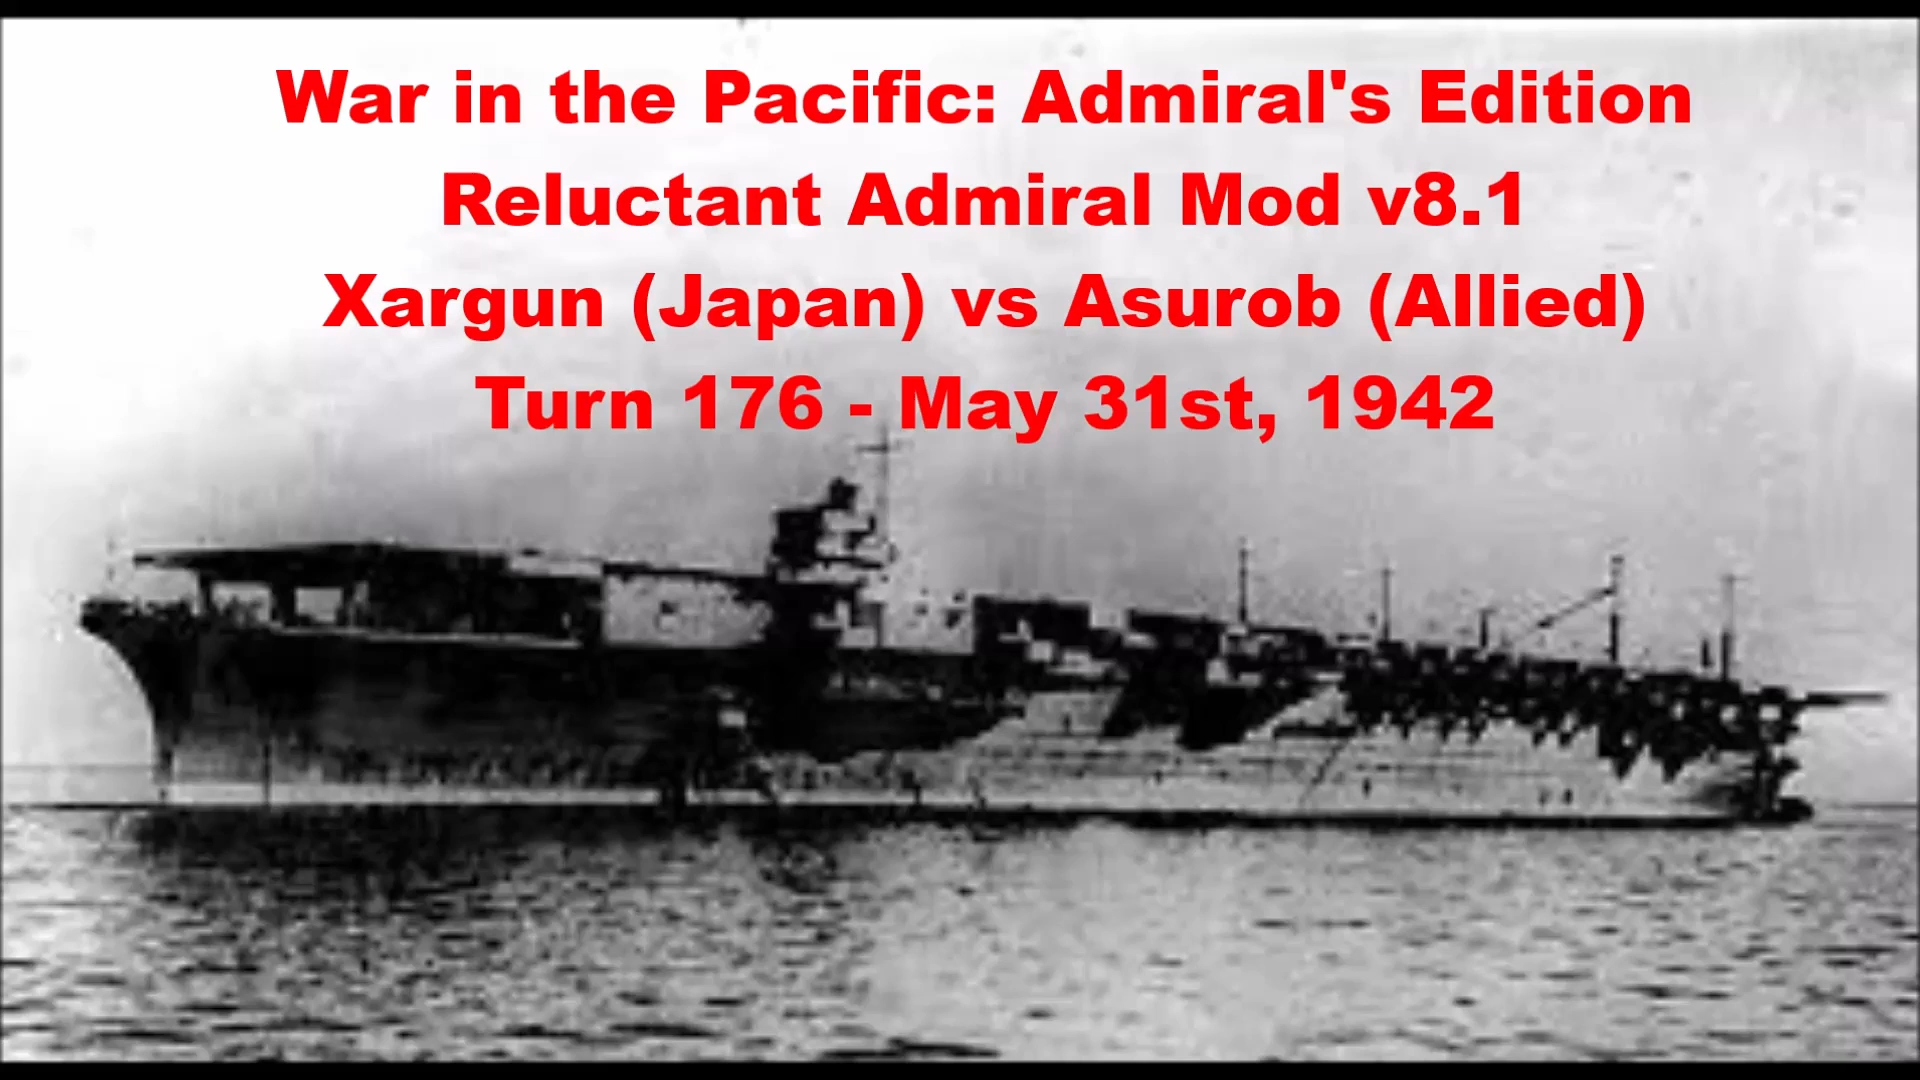 War in the Pacific: Admiral's Edition
Reluctant Admiral Mod v8.1
Xargun (Japan) vs Asurob (Allied)
Turn 176 - May 31st, 1942